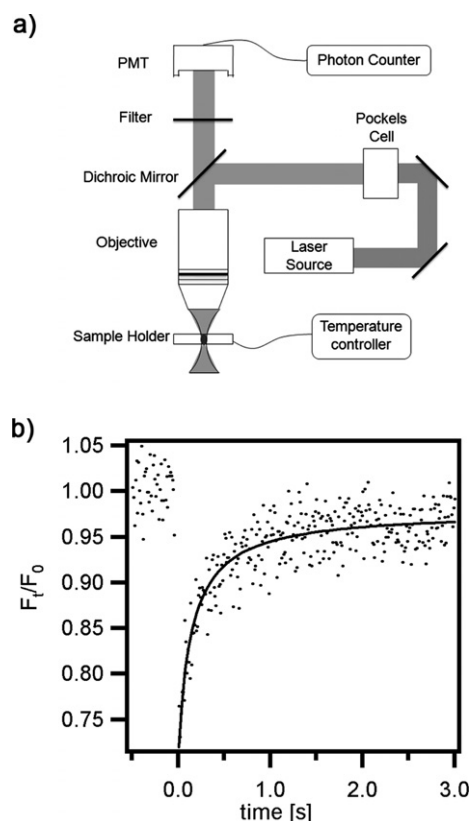 a)
PMT
Photon Counter
Filter
Pockels
Cell
Dichroic Mirror
Objective
Laser
Source
Sample Holder
Temperature
controller
b)
1.05
1.00
0.95
0.90
0.85
0.80
0.75
Ft/F0
0.0 1.0 2.0 3.0
time [s]